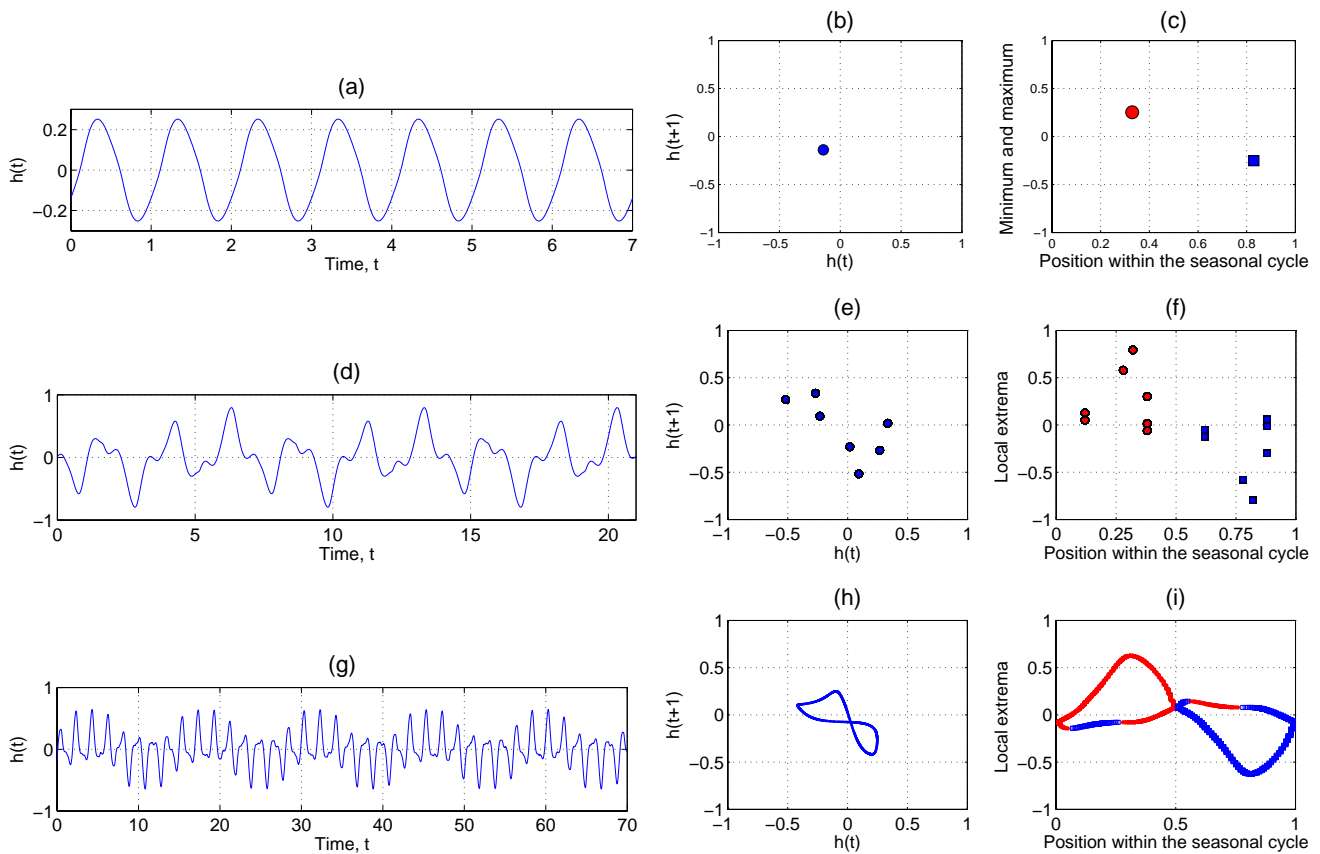 (a)
h(t)
0.2
0
−0.2
0 1 2 3 4 5 6 7
Time, t
(b)
h(t+1)
1
0.5
0
−0.5
−1
−1 −0.5 0 0.5 1
h(t)
(c)
Minimum and maximum
1
0.5
0
−0.5
−1
0 0.2 0.4 0.6 0.8 1
Position within the seasonal cycle
(d)
h(t)
1
0
−1
0 5 10 15 20
Time, t
(e)
h(t+1)
1
0.5
0
−0.5
−1
−1 −0.5 0 0.5 1
h(t)
(f)
Local extrema
1
0.5
0
−0.5
−1
0 0.25 0.5 0.75 1
Position within the seasonal cycle
(g)
h(t)
1
0
−1
0 10 20 30 40 50 60 70
Time, t
(h)
h(t+1)
1
0.5
0
−0.5
−1
−1 −0.5 0 0.5 1
h(t)
(i)
Local extrema
1
0.5
0
−0.5
−1
0 0.5 1
Position within the seasonal cycle